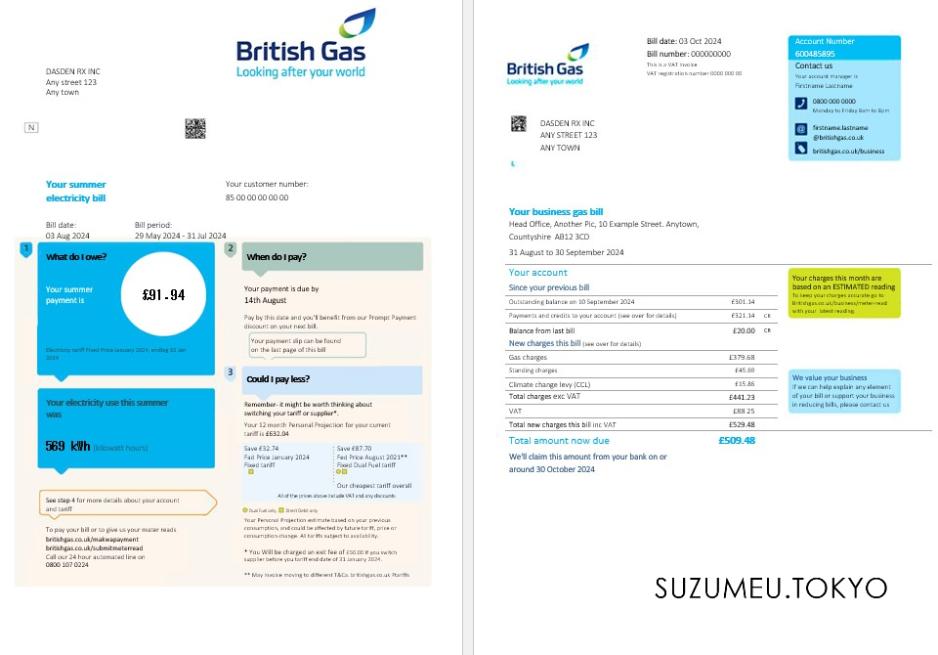 British Gas
Looking after your world
DASDEN RX INC
Any street 123
Any town
N
Your summer
electricity bill
Your customer number:
85 00 00 00 00 00
Bill date:
03 Aug 2024
Bill period:
29 May 2024 - 31 Jul 2024
1
What do I owe?
Your summer
payment is
£91.94
Electricity tariff Fixed Price January 2024, ending 32 Jan
2024
Your electricity use this summer
was
569 kWh (kilowatt hours)
See step 4 for more details about your account
and tariff
To pay your bill or to give us your mater reads
britishgas.co.uk/makwapayment
britishgas.co.uk/submitmeterread
Call our 24 hour automated line on
0800 107 0224
2
When do I pay?
Your payment is due by
14th August
Pay by this date and you'll benefit from our Prompt Payment
discount on your next bill.
Your payment slip can be found
on the last page of this bill
3
Could I pay less?
Remember- it might be worth thinking about
switching your tariff or supplier*.
Your 12 month Personal Projection for your current
tariff is £632.04
Save £32.74
Fad Price January 2024
Fixed tariff
Save £87.70
Fed Price August 2021**
Fixed Dual Fuel tariff
Our cheapest tariff overall
All of the prices above include VAT and any discounts
Dual Fuel only, Direct Debit only
Your Personal Projection estimate based on your previous
consumption, and could be affected by future tariff, price or
consumption change. All tariffs subject to availability.
* You Will be charged an exit fee of £50.00 if you switch
supplier before you tariff end date of 31 January 2024.
** May invoice moving to different T&Cs. britishgas.co.uk Ptariffs
British Gas
Looking after your world
Bill date: 03 Oct 2024
Bill number: 000000000
This is a VAT invoice
VAT registration number 0000 000 00
Account Number
600485895
Contact us
Your account manager is
Firstname Lastname
0800 000 0000
Monday to Friday 8am to 8pm
firstname.lastname
@britishgas.co.uk
britishgas.co.uk/business
DASDEN RX INC
ANY STREET 123
ANY TOWN
Your business gas bill
Head Office, Another Pic, 10 Example Street. Anytown,
Countyshire AB12 3CD
31 August to 30 September 2024
Your account
Since your previous bill
Outstanding balance on 10 September 2024 £301.34
Payments and credits to your account (see over for details) £321.34 CR
Balance from last bill £20.00 CR
New charges this bill (see over for details)
Gas charges £379.68
Standing charges £45.68
Climate change levy (CCL) £15.86
Total charges exc VAT £441.23
VAT £88.25
Total new charges this bill inc VAT £529.48
Total amount now due £509.48
We'll claim this amount from your bank on or
around 30 October 2024
Your charges this month are
based on an ESTIMATED reading
To keep your charges accurate go to
Britishgas.co.uk/business/meter-read
with your latest reading
We value your business
If we can help explain any element
of your bill or support your business
in reducing bills, please contact us
SUZUMEU.TOKYO